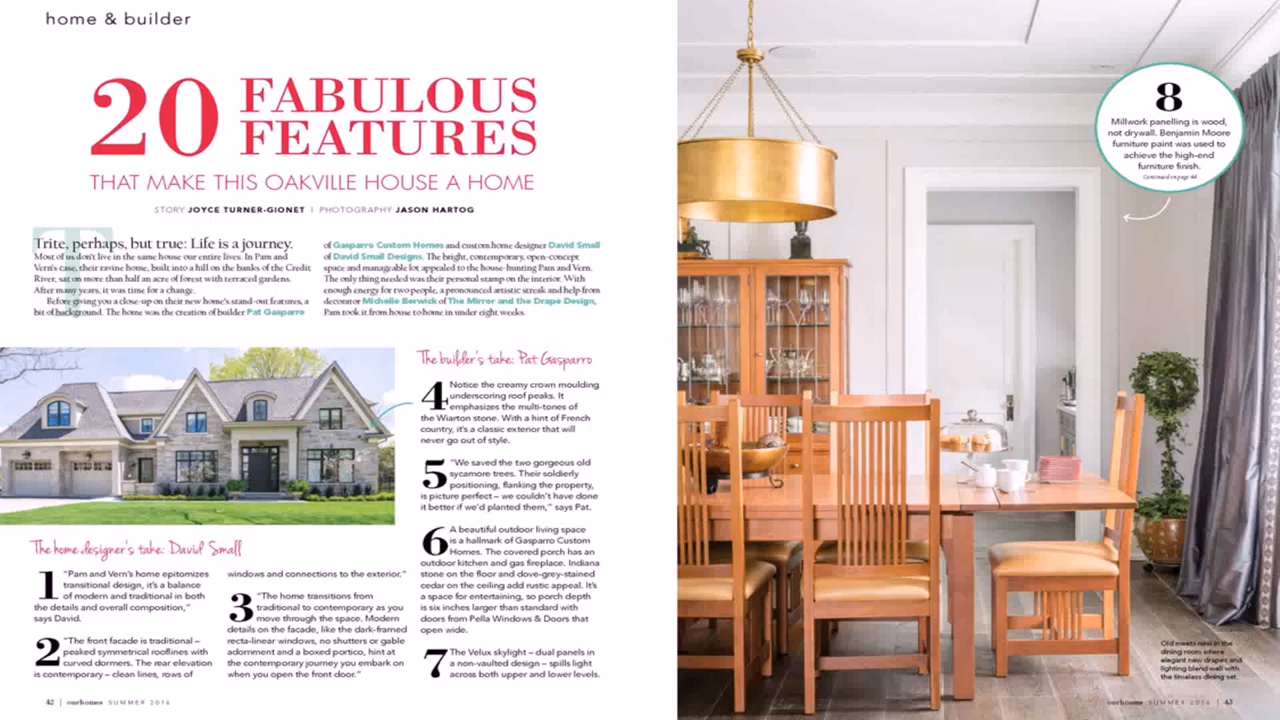 home & builder
20 FABULOUS
FEATURES
THAT MAKE THIS OAKVILLE HOUSE A HOME
STORY JOYCE TURNER-GIONET | PHOTOGRAPHY JASON HARTOG
Trite, perhaps, but true: Life is a journey.
Most of us don't live in the same house our entire lives. In Pam and
Vern's case, their ravine home, built into a hill on the banks of the Credit
River, sat on more than half an acre of forest with terraced gardens.
After many years, it was time for a change.
Before giving you a close-up on their new home's stand-out features, a
bit of background. The home was the creation of builder Pat Gasparro
of Gasparro Custom Homes and custom home designer David Small
of David Small Designs. The bright, contemporary, open-concept
space and manageable lot appealed to the house-hunting Pam and Vern.
The only thing needed was their personal stamp on the interior. With
enough energy for two people, a pronounced artistic streak and help from
decorator Michelle Berwick of The Mirror and the Drape Design,
Pam took it from house to home in under eight weeks.
The home designer's take: David Small
1 "Pam and Vern's home epitomizes
transitional design, it's a balance
of modern and traditional in both
the details and overall composition,"
says David.
2 "The front facade is traditional –
peaked symmetrical rooflines with
curved dormers. The rear elevation
is contemporary – clean lines, rows of
windows and connections to the exterior."
3 "The home transitions from
traditional to contemporary as you
move through the space. Modern
details on the facade, like the dark-framed
recta-linear windows, no shutters or gable
adornment and a boxed portico, hint at
the contemporary journey you embark on
when you open the front door."
The builder's take: Pat Gasparro
4 Notice the creamy crown moulding
underscoring roof peaks. It
emphasizes the multi-tones of
the Wiarton stone. With a hint of French
country, it's a classic exterior that will
never go out of style.
5 "We saved the two gorgeous old
sycamore trees. Their soldierly
positioning, flanking the property,
is picture perfect – we couldn't have done
it better if we'd planted them," says Pat.
6 A beautiful outdoor living space
is a hallmark of Gasparro Custom
Homes. The covered porch has an
outdoor kitchen and gas fireplace. Indiana
stone on the floor and dove-grey-stained
cedar on the ceiling add rustic appeal. It's
a space for entertaining, so porch depth
is six inches larger than standard with
doors from Pella Windows & Doors that
open wide.
7 The Velux skylight – dual panels in
a non-vaulted design – spills light
across both upper and lower levels.
42 | ourhomes SUMMER 2016
8
Millwork panelling is wood,
not drywall. Benjamin Moore
furniture paint was used to
achieve the high-end
furniture finish.
Continued on page 44
Old meets new in the
dining room where
elegant new drapes and
lighting blend well with
the timeless dining set.
ourhomes SUMMER 2016 | 43